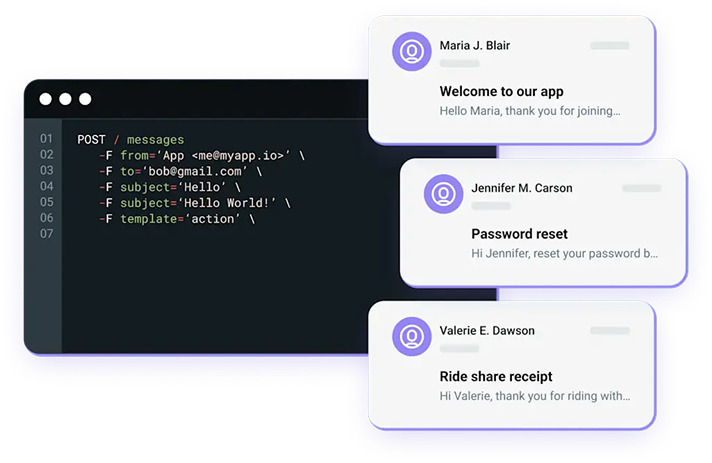 01 POST / messages
02 -F from=‘App <me@myapp.io>’ \
03 -F to=‘bob@gmail.com’ \
04 -F subject=‘Hello’ \
05 -F subject=‘Hello World!’ \
06 -F template=‘action’ \
07
Maria J. Blair
Welcome to our app
Hello Maria, thank you for joining...
Jennifer M. Carson
Password reset
Hi Jennifer, reset your password b...
Valerie E. Dawson
Ride share receipt
Hi Valerie, thank you for riding with...